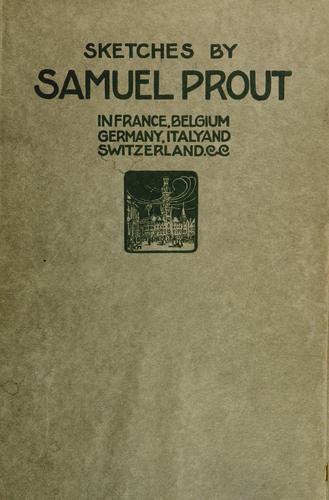 SKETCHES BY
SAMUEL PROUT
IN FRANCE, BELGIUM
GERMANY, ITALY AND
SWITZERLAND.